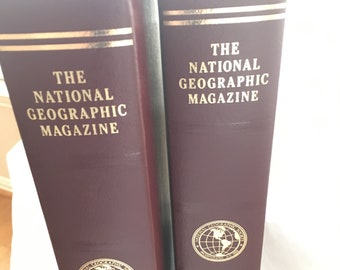 THE
NATIONAL
GEOGRAPHIC
MAGAZINE
THE
NATIONAL
GEOGRAPHIC
MAGAZINE